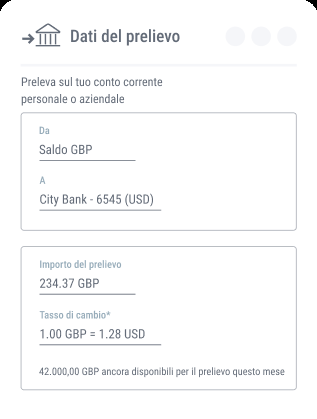 Dati del prelievo
Preleva sul tuo conto corrente
personale o aziendale
Da
Saldo GBP
A
City Bank - 6545 (USD)
Importo del prelievo
234.37 GBP
Tasso di cambio*
1.00 GBP = 1.28 USD
42.000,00 GBP ancora disponibili per il prelievo questo mese